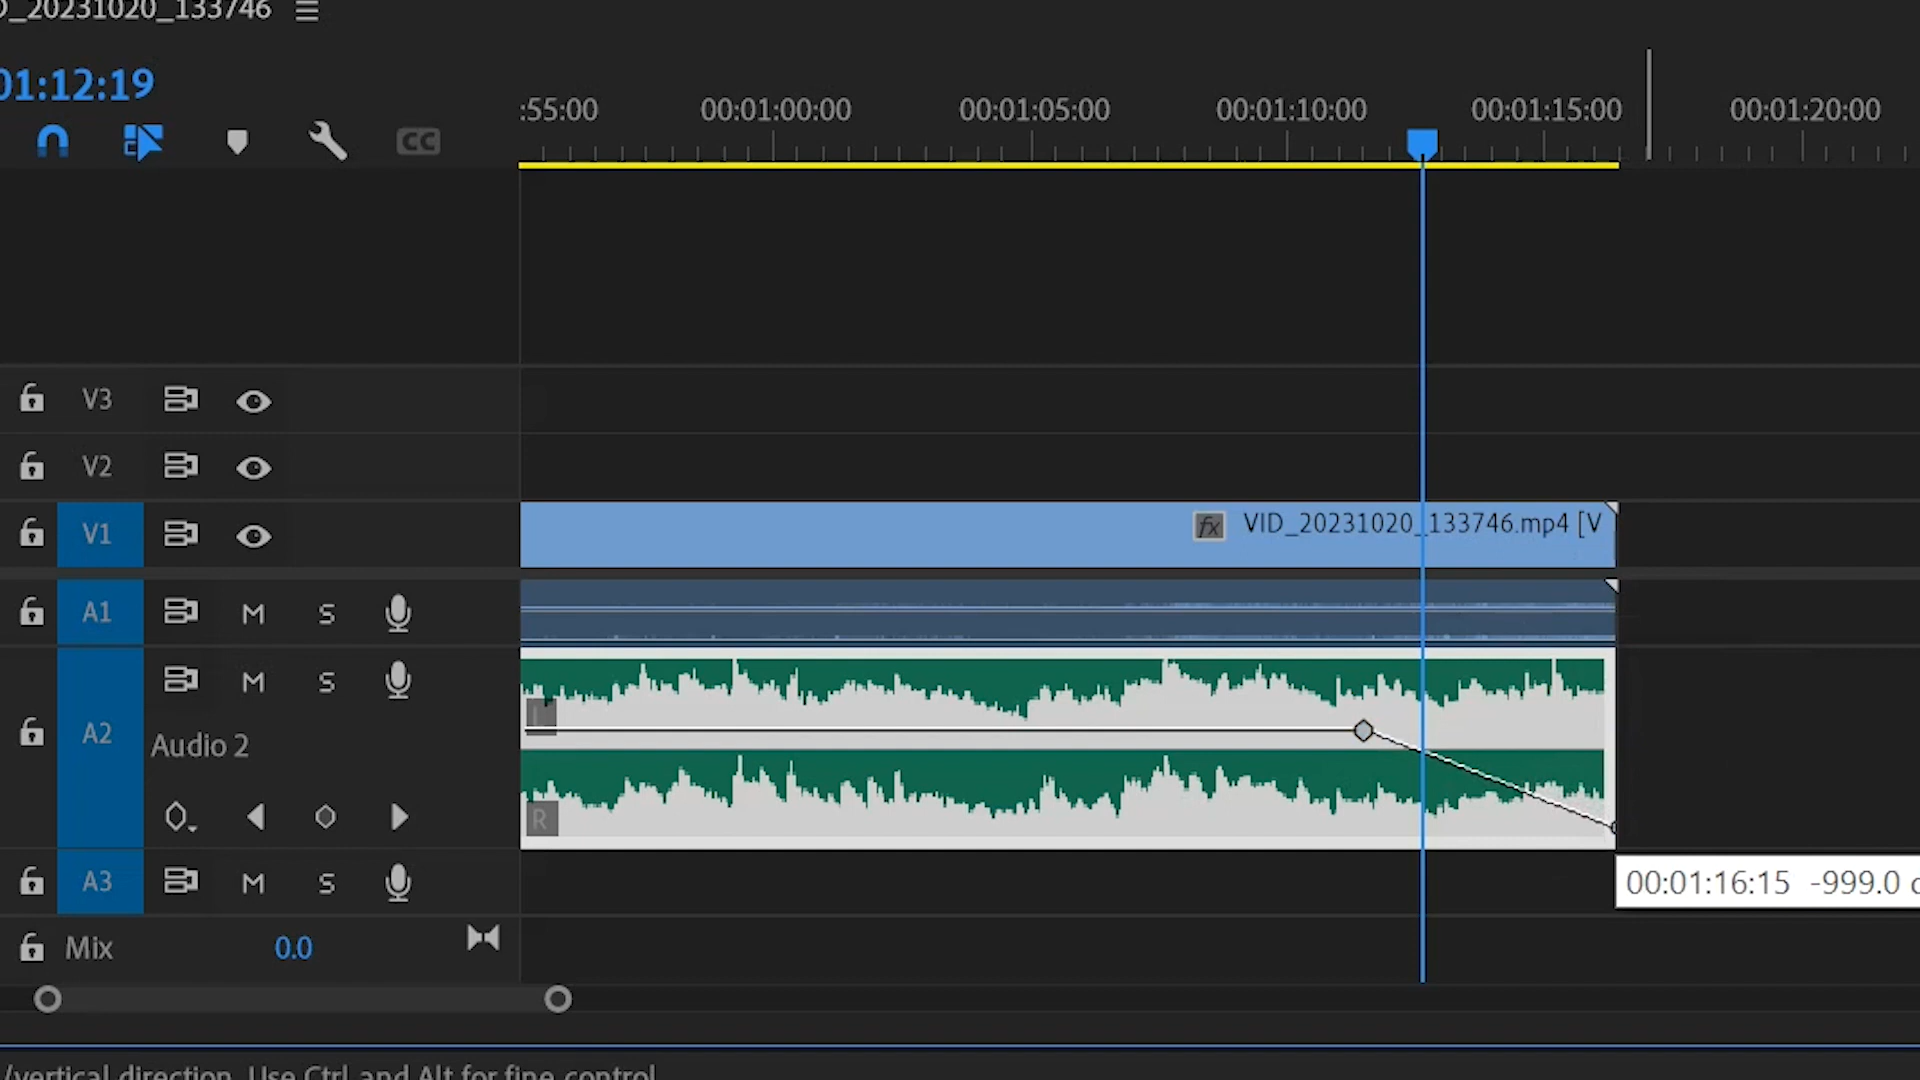 _20231020_133746
01:12:19
:55:00 00:01:00:00 00:01:05:00 00:01:10:00 00:01:15:00 00:01:20:00
CC
V3
V2
V1
fx VID_20231020_133746.mp4 [V
A1 M S
L
A2 M S
Audio 2
R
A3 M S
00:01:16:15 -999.0
Mix 0.0
/vertical direction. Use Ctrl and Alt for fine control